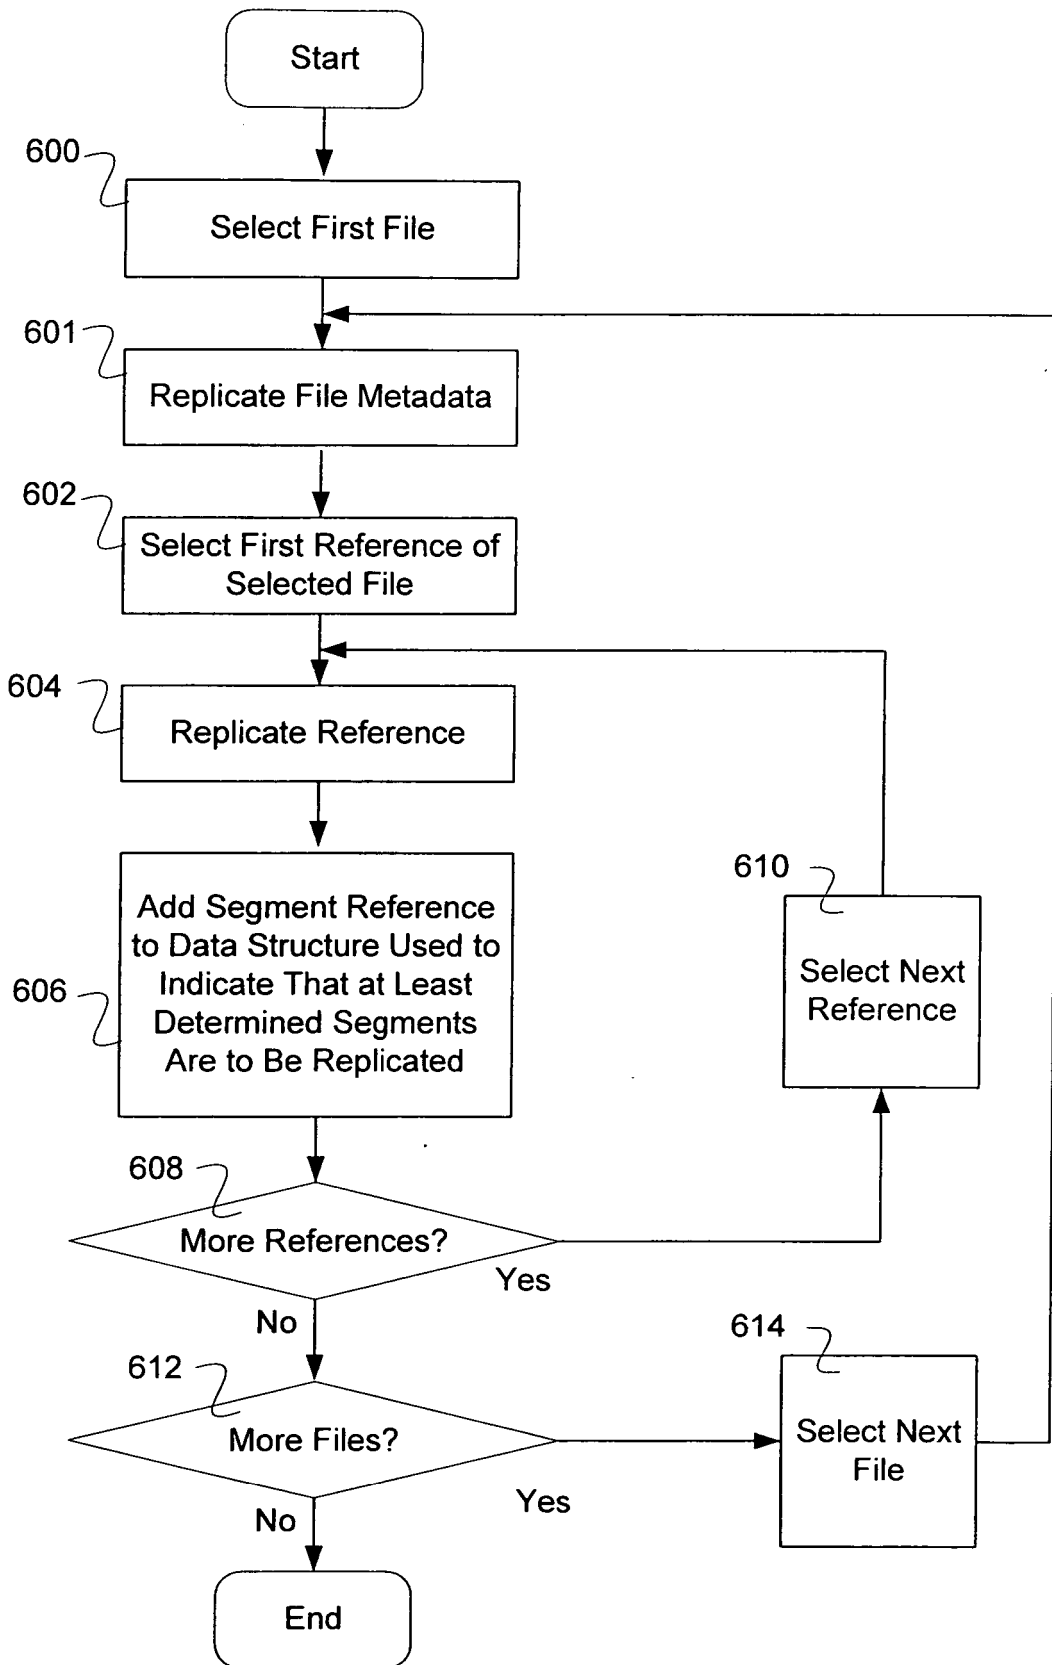 Start
600
Select First File
601
Replicate File Metadata
602
Select First Reference of
Selected File
604
Replicate Reference
606
Add Segment Reference
to Data Structure Used to
Indicate That at Least
Determined Segments
Are to Be Replicated
610
Select Next
Reference
608
More References?
Yes
No
612
More Files?
Yes
No
614
Select Next
File
End